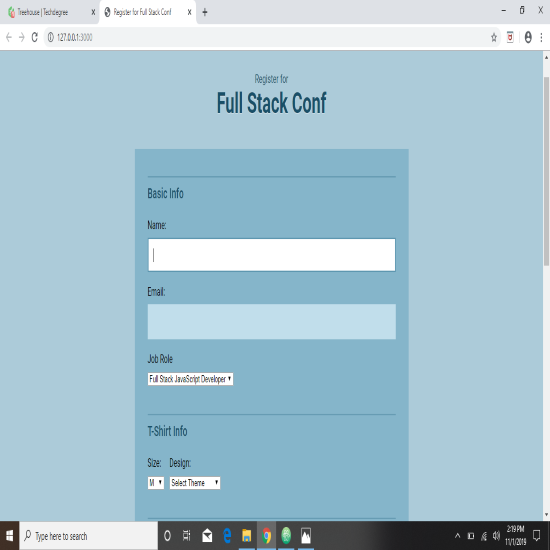 Treehouse | Techdegree
Register for Full Stack Conf
127.0.0.1:3000
Register for
Full Stack Conf
Basic Info
Name:
Email:
Job Role
Full Stack JavaScript Developer
T-Shirt Info
Size: Design:
M Select Theme
Type here to search
2:19 PM
11/1/2019